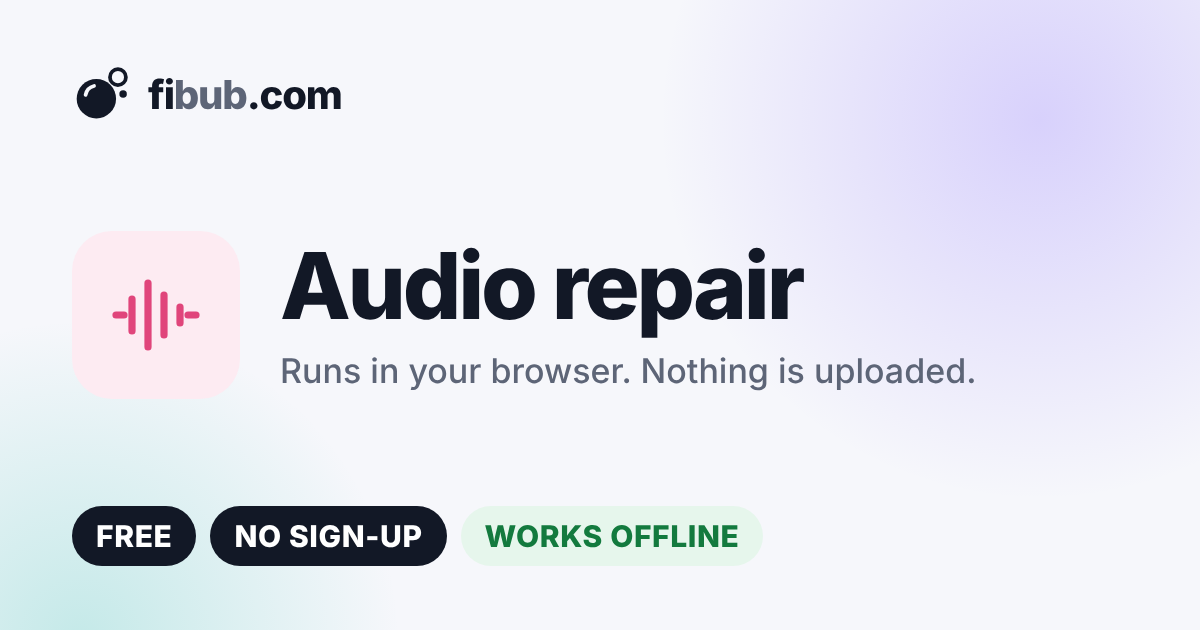 fibub.com
Audio repair
Runs in your browser. Nothing is uploaded.
FREE NO SIGN-UP WORKS OFFLINE